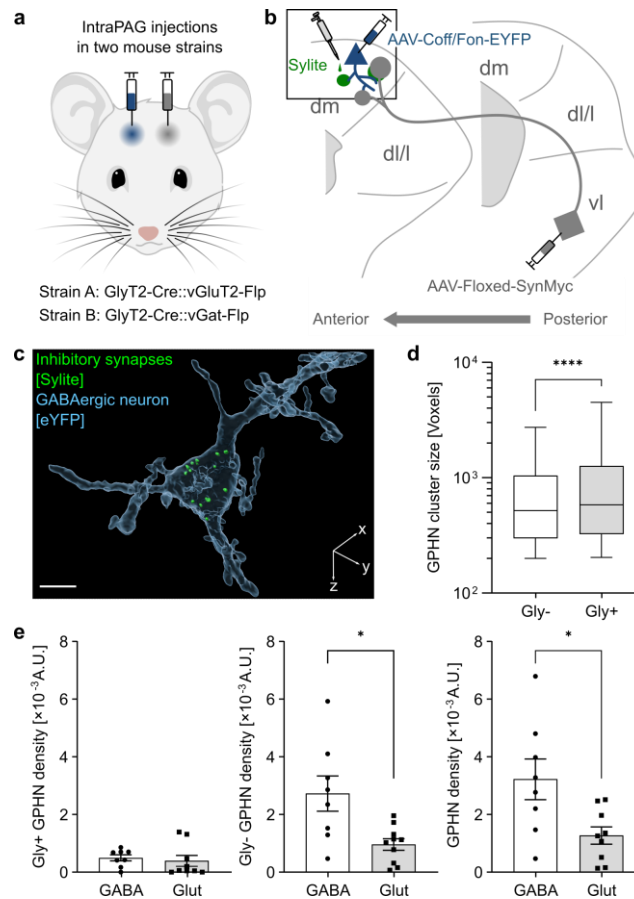 a
IntraPAG injections
in two mouse strains
Strain A: GlyT2-Cre::vGluT2-Flp
Strain B: GlyT2-Cre::vGat-Flp
b
AAV-Coff/Fon-EYFP
Sylite
dm
dl/l
dm
dl/l
vl
AAV-Floxed-SynMyc
Anterior
Posterior
c
Inhibitory synapses
[Sylite]
GABAergic neuron
[eYFP]
x
y
z
d
GPHN cluster size [Voxels]
10⁴
10³
10²
****
Gly-
Gly+
e
Gly+ GPHN density [×10⁻³A.U.]
8
6
4
2
0
GABA
Glut
Gly- GPHN density [×10⁻³A.U.]
8
6
4
2
0
*
GABA
Glut
GPHN density [×10⁻³A.U.]
8
6
4
2
0
*
GABA
Glut